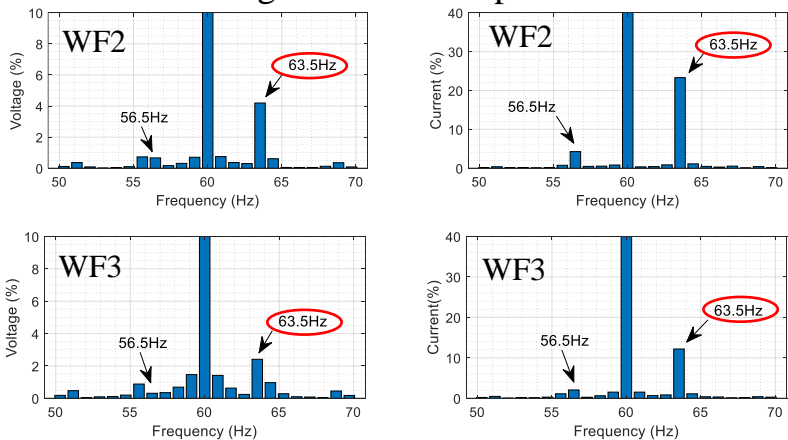 WF2
63.5Hz
56.5Hz
Voltage (%)
10
8
6
4
2
0
50
55
60
65
70
Frequency (Hz)
WF2
63.5Hz
56.5Hz
Current (%)
40
30
20
10
0
50
55
60
65
70
Frequency (Hz)
WF3
63.5Hz
56.5Hz
Voltage (%)
10
8
6
4
2
0
50
55
60
65
70
Frequency (Hz)
WF3
63.5Hz
56.5Hz
Current(%)
40
30
20
10
0
50
55
60
65
70
Frequency (Hz)